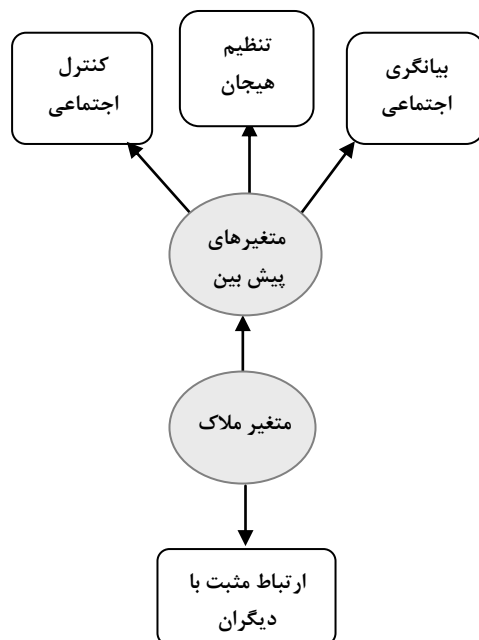 بیانگری
اجتماعی
تنظیم
هیجان
کنترل
اجتماعی
متغیرهای
پیش بین
متغیر ملاک
ارتباط مثبت با
دیگران